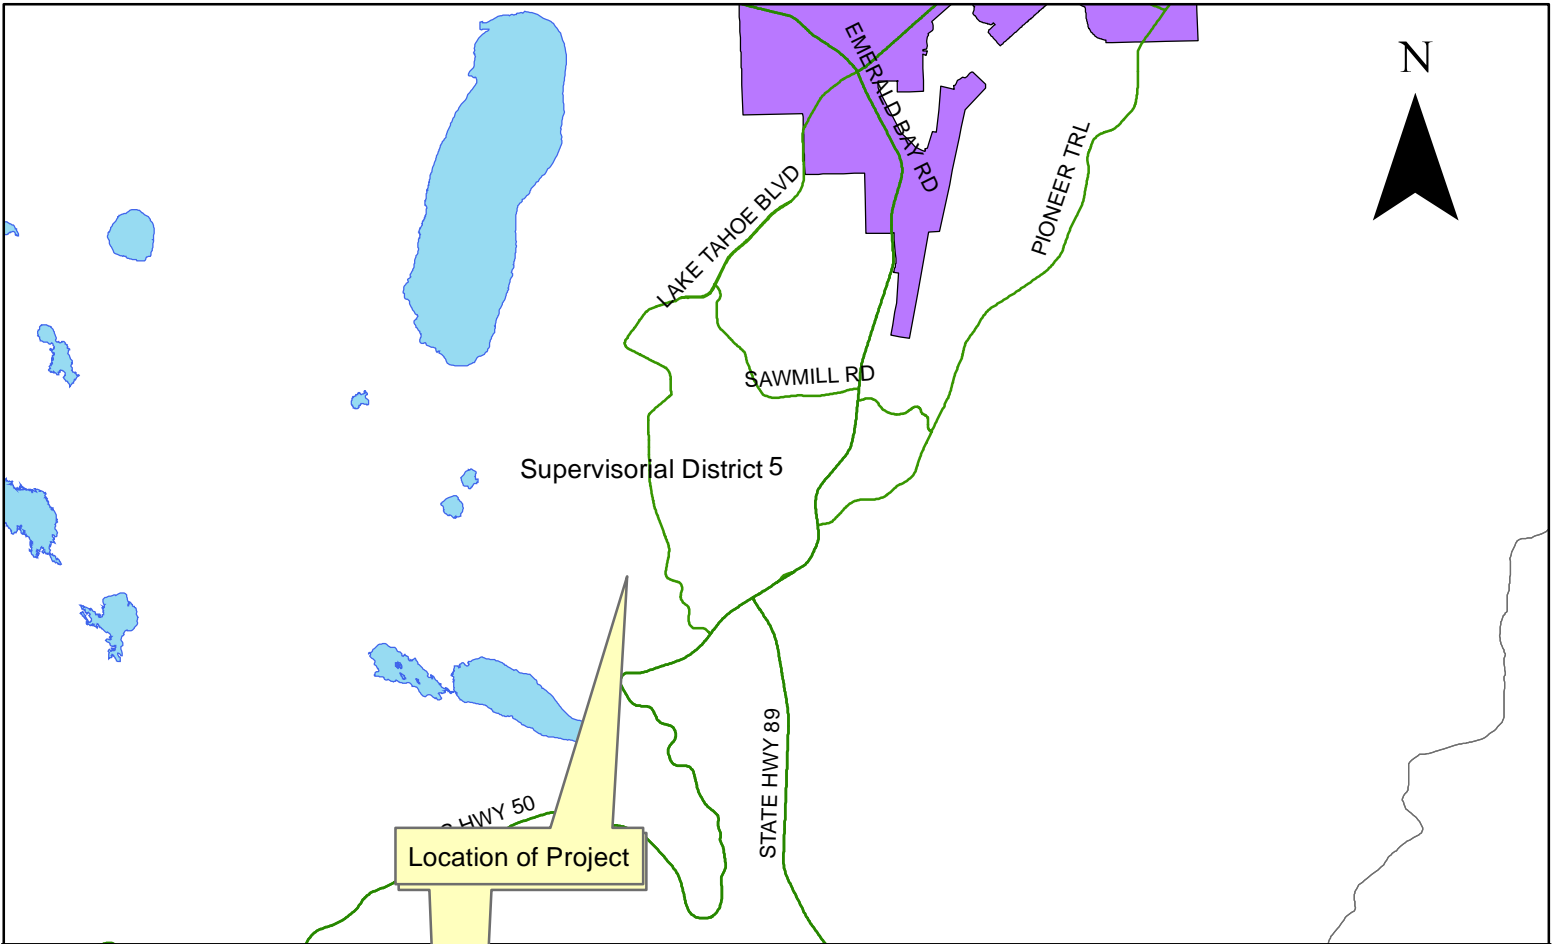 N
EMERALD BAY RD
PIONEER TRL
LAKE TAHOE BLVD
SAWMILL RD
Supervisorial District 5
STATE HWY 89
HWY 50
Location of Project